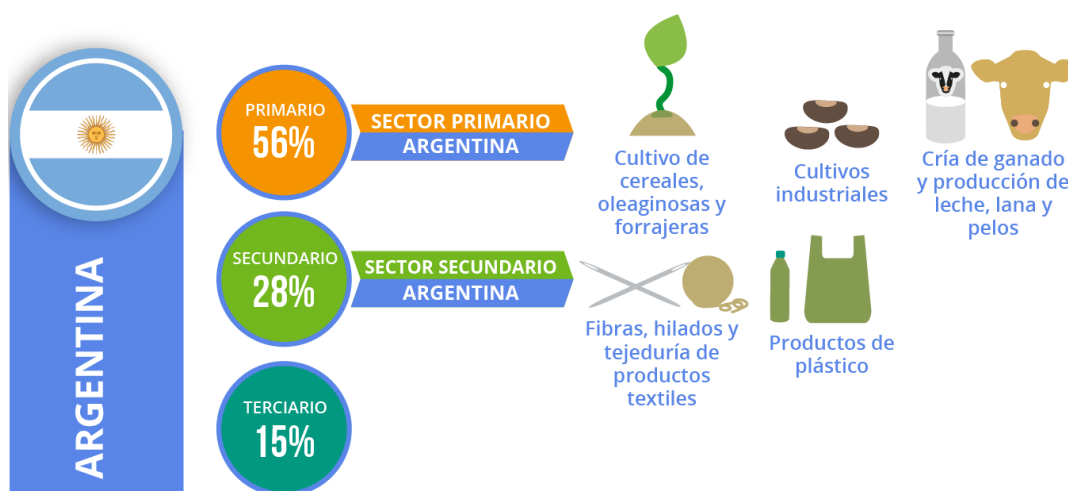 ARGENTINA
PRIMARIO
56%
SECTOR PRIMARIO
ARGENTINA
Cultivo de
cereales,
oleaginosas y
forrajeras
Cultivos
industriales
Cría de ganado
y producción de
leche, lana y
pelos
SECUNDARIO
28%
SECTOR SECUNDARIO
ARGENTINA
Fibras, hilados y
tejeduría de
productos
textiles
Productos de
plástico
TERCIARIO
15%